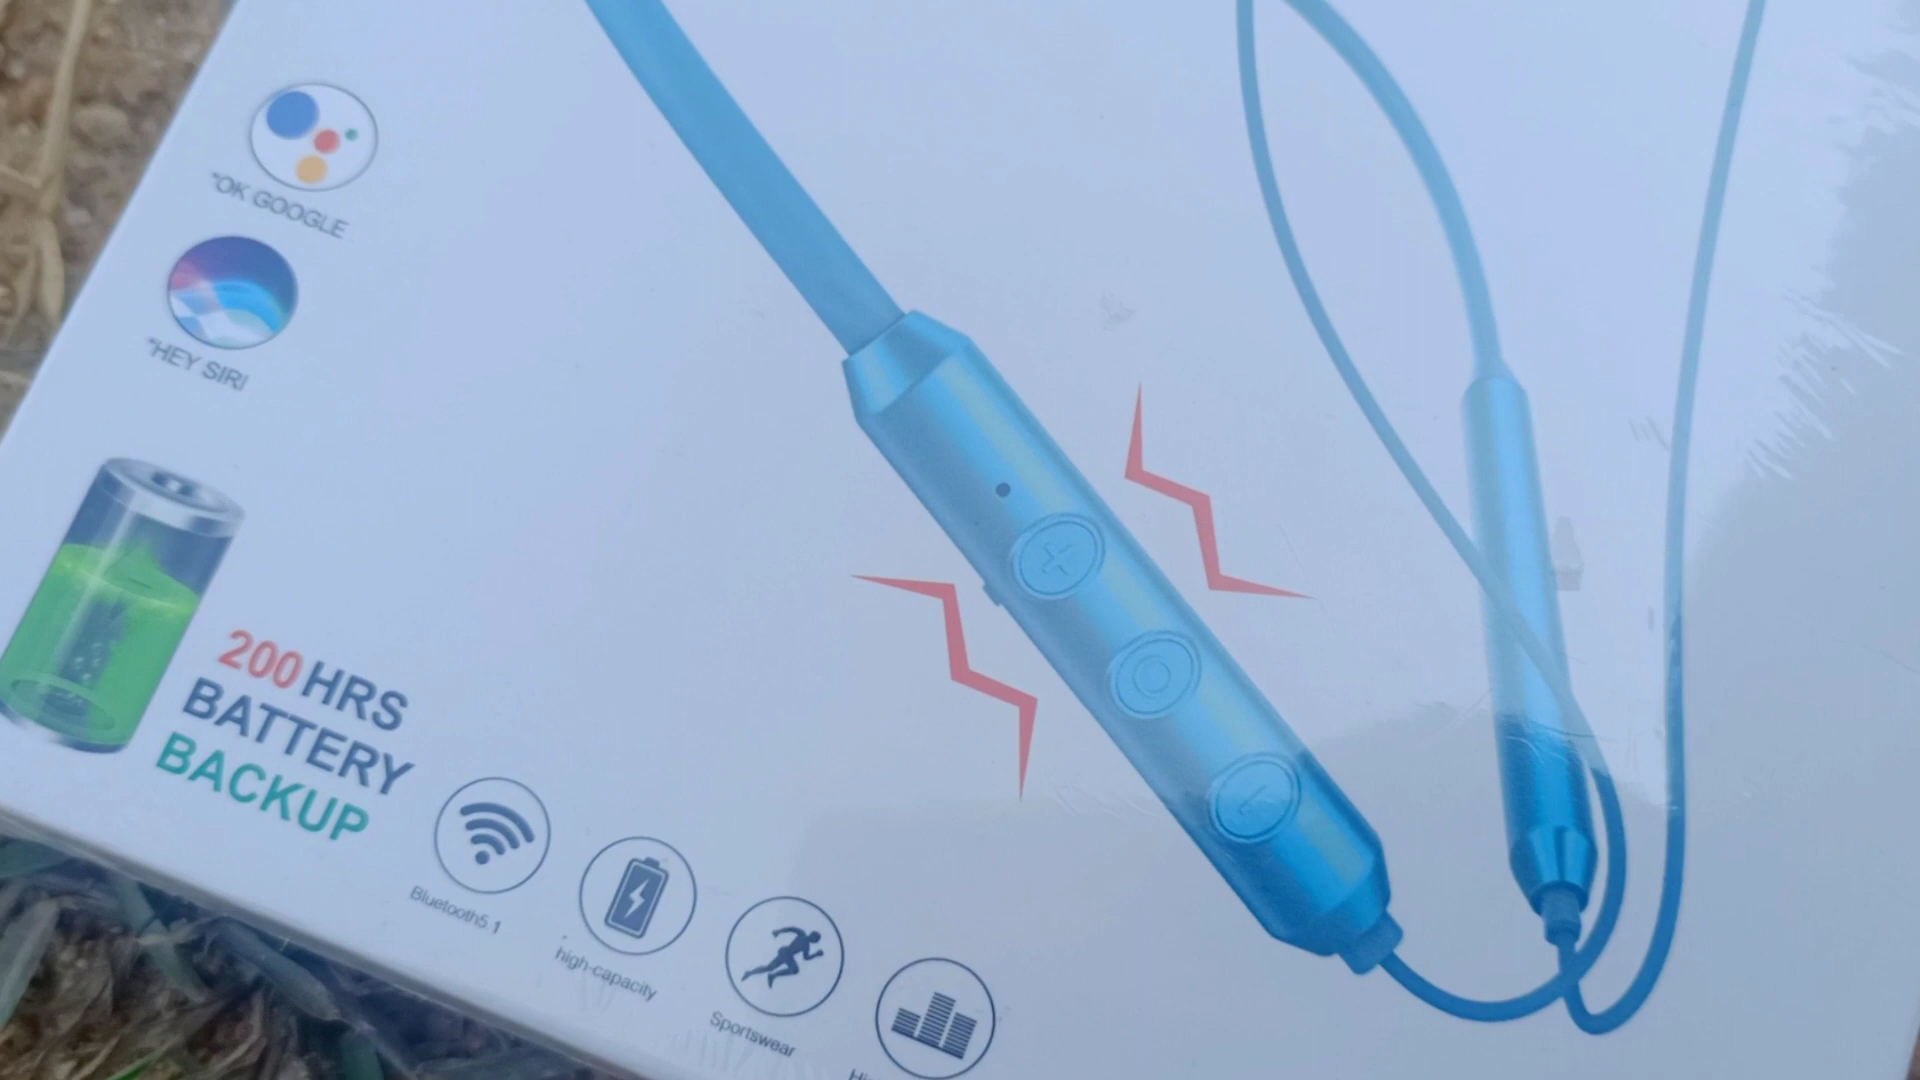 "OK GOOGLE
"HEY SIRI
200 HRS
BATTERY
BACKUP
Bluetooth5.1
high-capacity
Sportswear